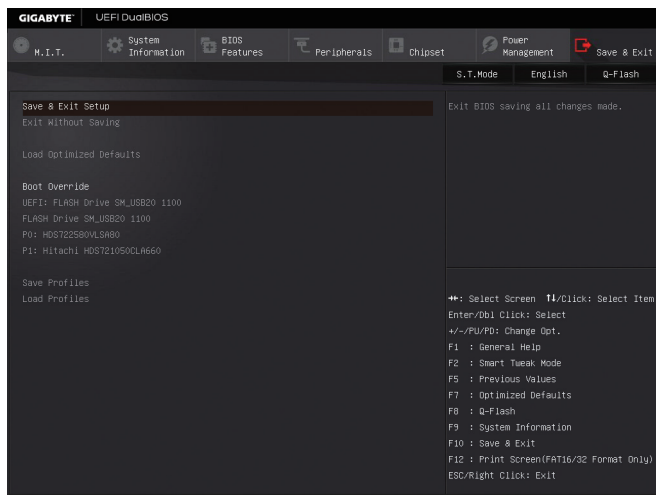 GIGABYTE™ UEFI DualBIOS
M.I.T.
System Information
BIOS Features
Peripherals
Chipset
Power Management
Save & Exit
S.T.Mode English Q-Flash
Save & Exit Setup
Exit Without Saving
Load Optimized Defaults
Boot Override
UEFI: FLASH Drive SM_USB20 1100
FLASH Drive SM_USB20 1100
P0: HDS722580VLSA80
P1: Hitachi HDS721050CLA660
Save Profiles
Load Profiles
Exit BIOS saving all changes made.
→←: Select Screen ↑↓/Click: Select Item
Enter/Dbl Click: Select
+/-/PU/PD: Change Opt.
F1 : General Help
F2 : Smart Tweak Mode
F5 : Previous Values
F7 : Optimized Defaults
F8 : Q-Flash
F9 : System Information
F10 : Save & Exit
F12 : Print Screen(FAT16/32 Format Only)
ESC/Right Click: Exit